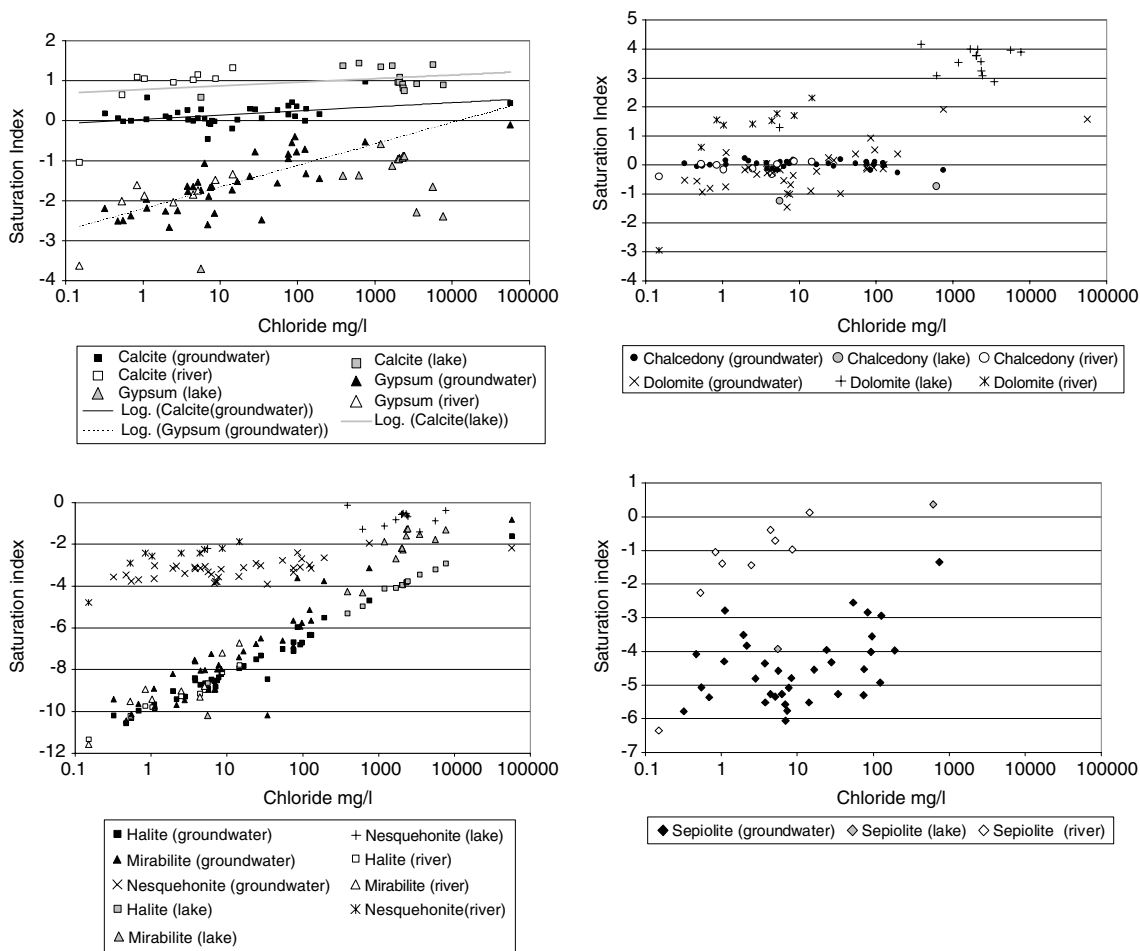 2
1
0
-1
-2
-3
-4
Saturation Index
0.1 1 10 100 1000 10000 100000
Chloride mg/l
Calcite (groundwater)
Calcite (river)
Gypsum (lake)
Log. (Calcite(groundwater))
Log. (Gypsum (groundwater))
Calcite (lake)
Gypsum (groundwater)
Gypsum (river)
Log. (Calcite(lake))
5
4
3
2
1
0
-1
-2
-3
-4
Saturation Index
0.1 1 10 100 1000 10000 100000
Chloride mg/l
Chalcedony (groundwater) Chalcedony (lake) Chalcedony (river)
Dolomite (groundwater) Dolomite (lake) Dolomite (river)
0
-2
-4
-6
-8
-10
-12
Saturation index
0.1 1 10 100 1000 10000 100000
Chloride mg/l
Halite (groundwater)
Mirabilite (groundwater)
Nesquehonite (groundwater)
Halite (lake)
Mirabilite (lake)
Nesquehonite (lake)
Halite (river)
Mirabilite (river)
Nesquehonite(river)
1
0
-1
-2
-3
-4
-5
-6
-7
Saturation index
0.1 1 10 100 1000 10000 100000
Chloride mg/l
Sepiolite (groundwater) Sepiolite (lake) Sepiolite (river)